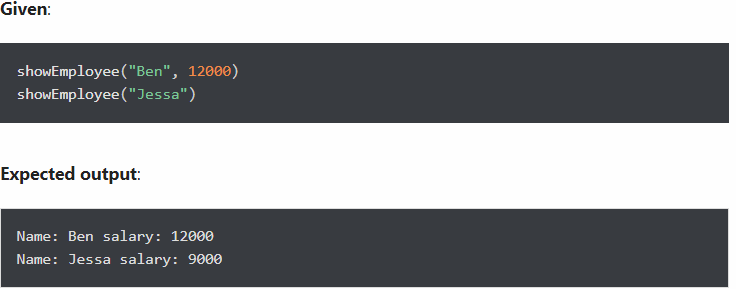 Given:
showEmployee("Ben", 12000)
showEmployee("Jessa")
Expected output:
Name: Ben salary: 12000
Name: Jessa salary: 9000